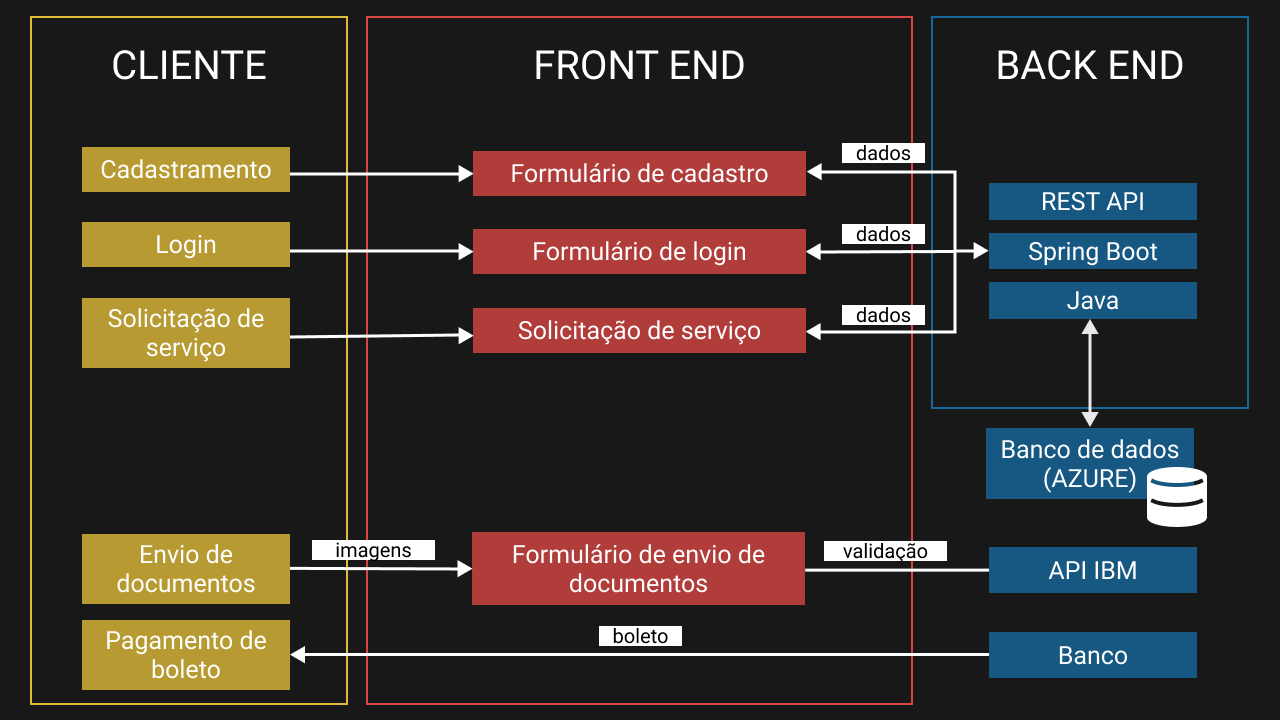 CLIENTE
FRONT END
BACK END
Cadastramento
Formulário de cadastro
dados
REST API
Login
Formulário de login
dados
Spring Boot
Solicitação de
serviço
Solicitação de serviço
dados
Java
Banco de dados
(AZURE)
Envio de
documentos
imagens
Formulário de envio de
documentos
validação
API IBM
Pagamento de
boleto
boleto
Banco